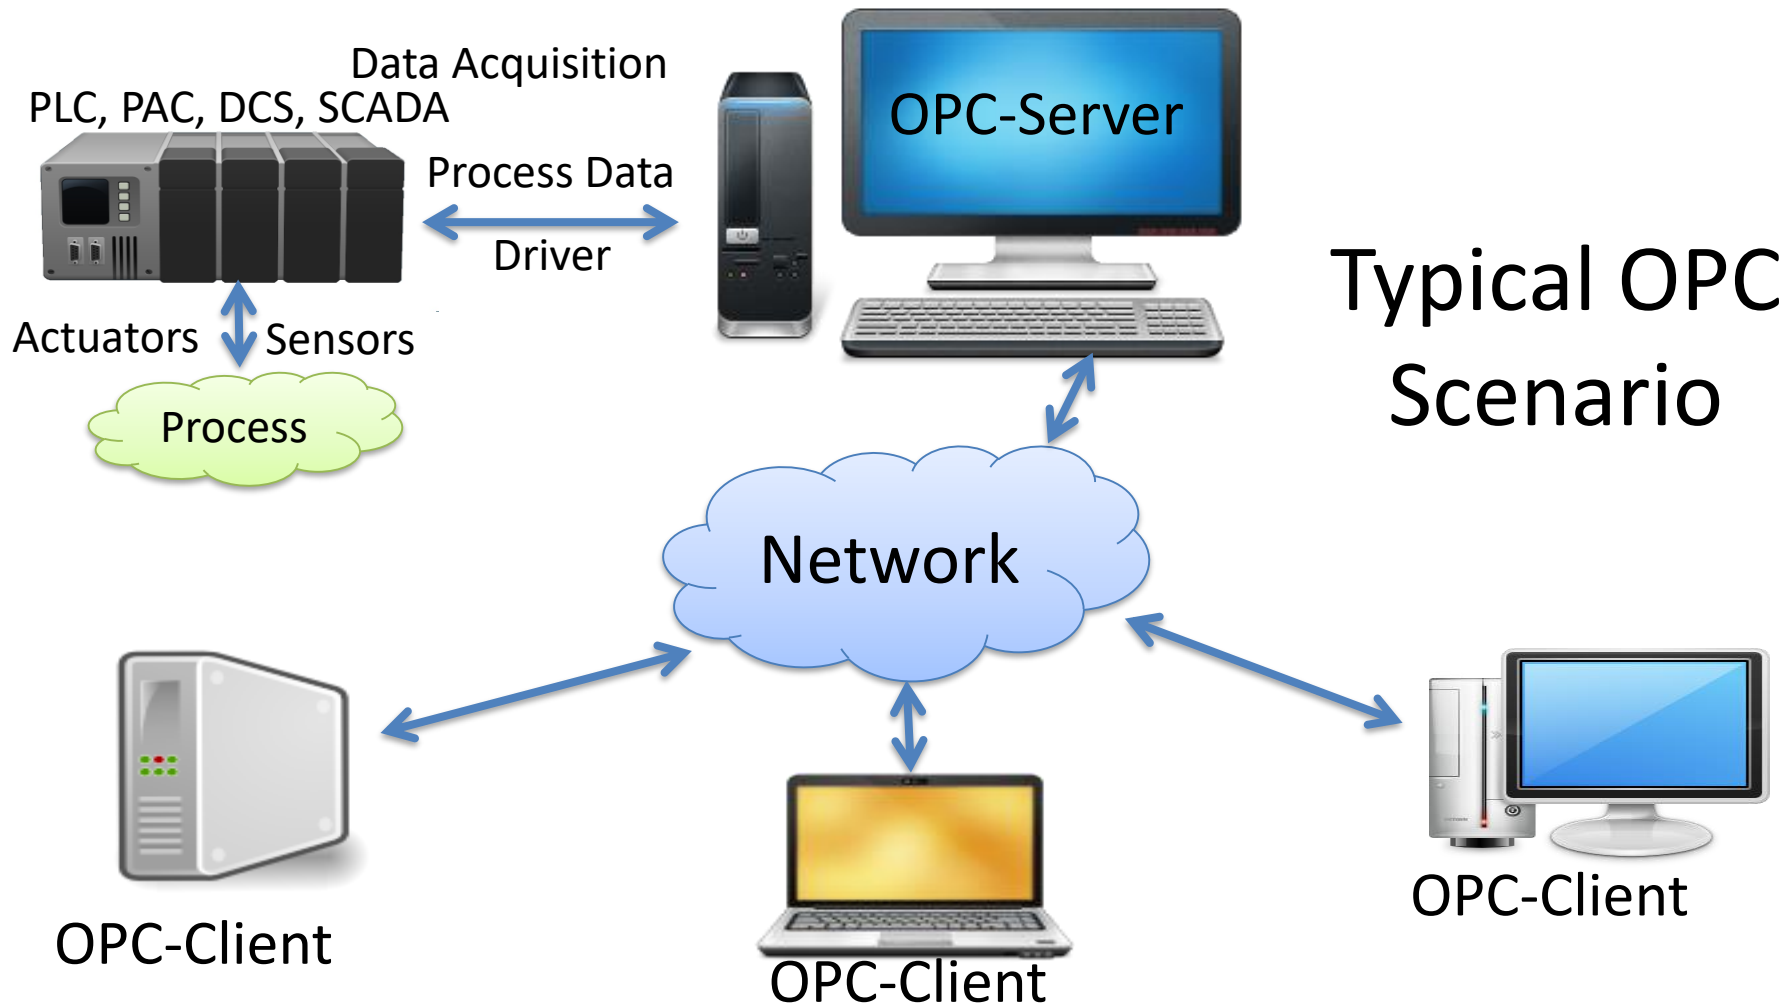 Data Acquisition
PLC, PAC, DCS, SCADA
OPC-Server
Process Data
Driver
Typical OPC
Scenario
Actuators
Sensors
Process
Network
OPC-Client
OPC-Client
OPC-Client